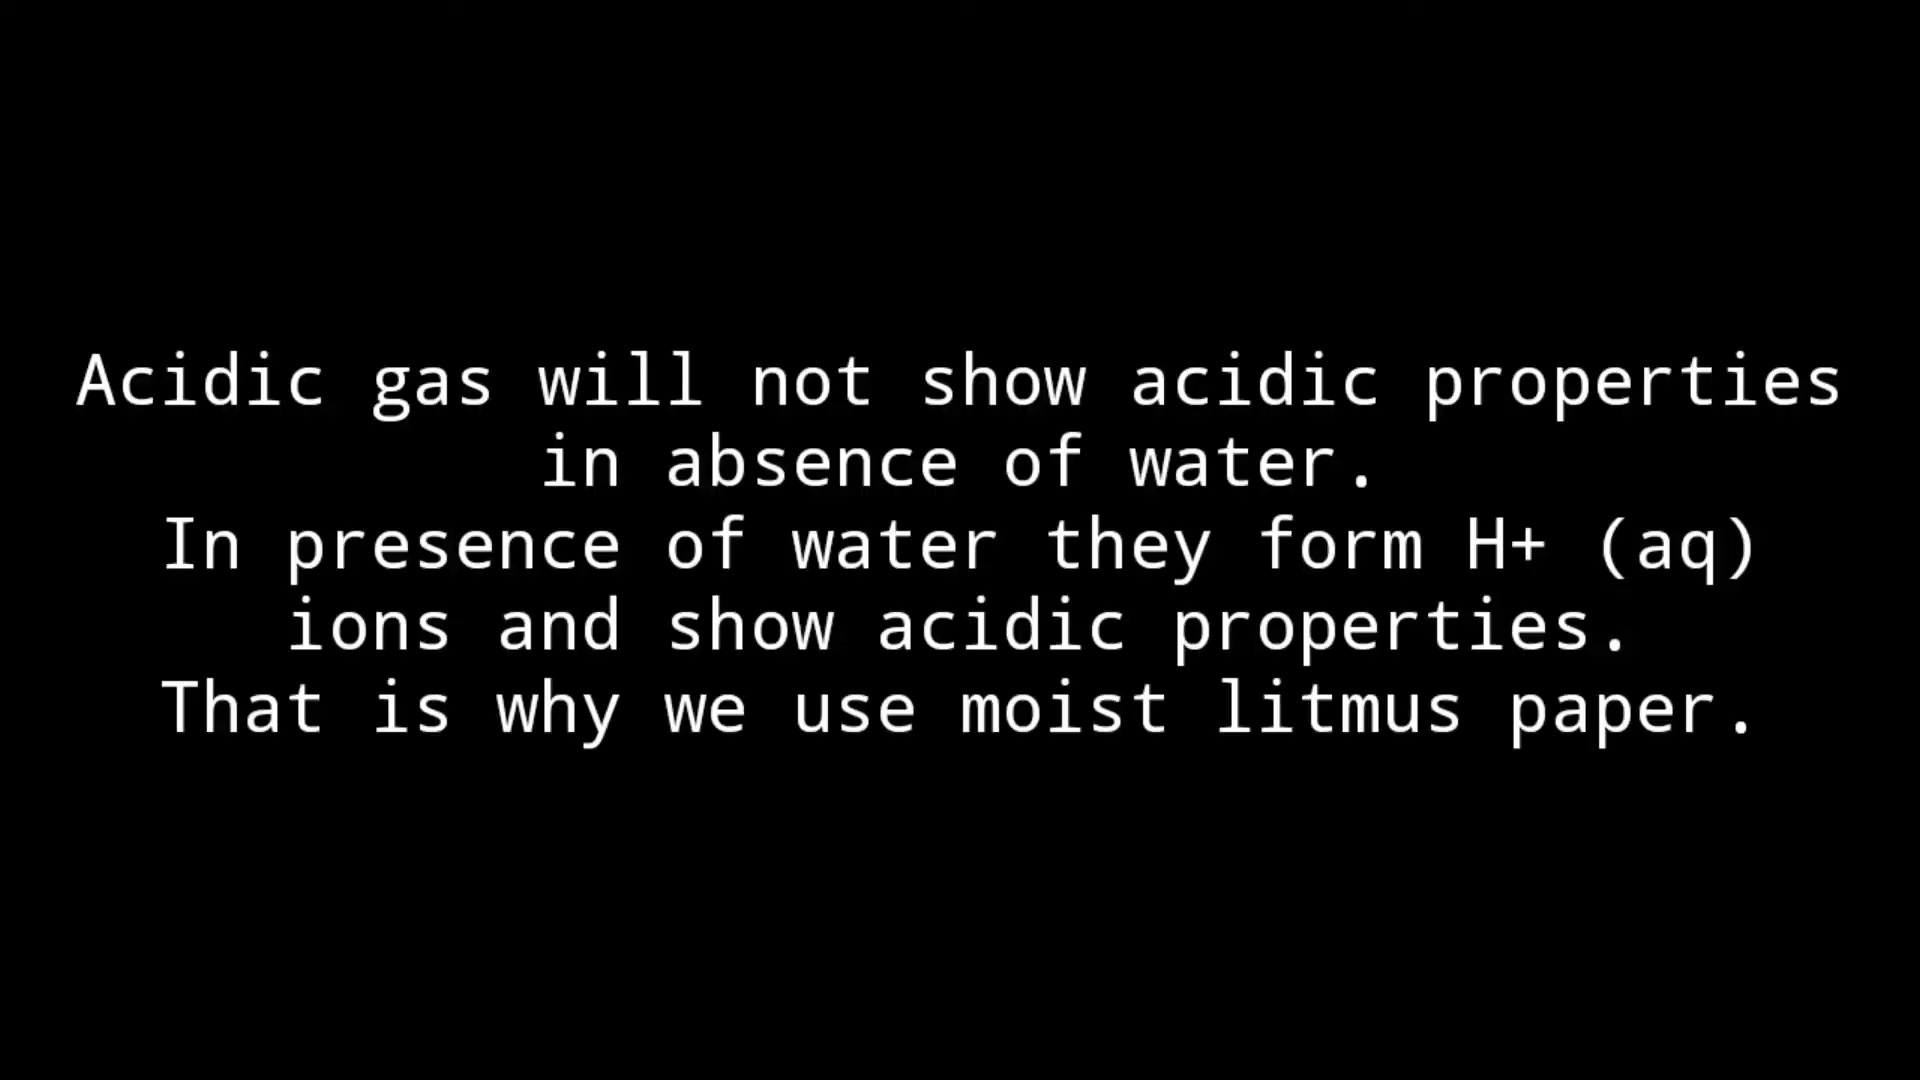 Acidic gas will not show acidic properties
in absence of water.
In presence of water they form H+ (aq)
ions and show acidic properties.
That is why we use moist litmus paper.